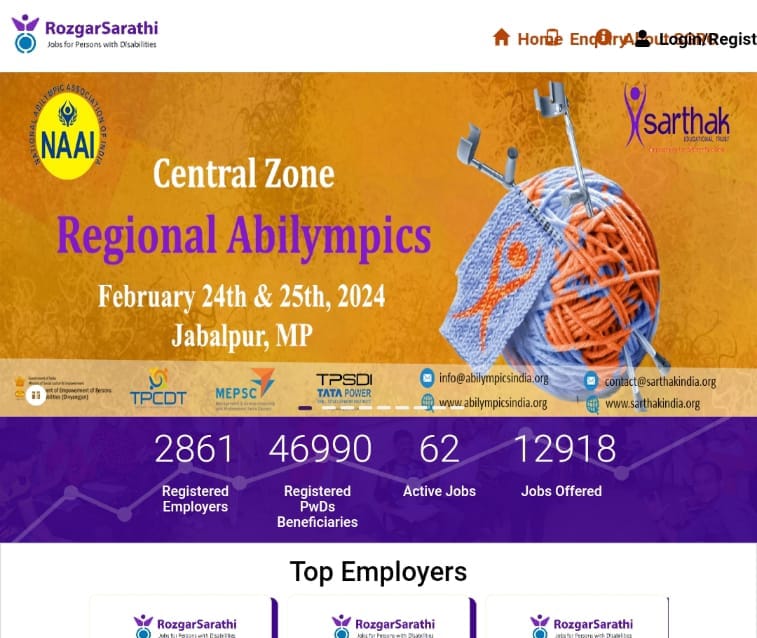 RozgarSarathi
Jobs for Persons with Disabilities
Home Enquiry About Login/Regist
NATIONAL ABILYMPIC ASSOCIATION OF INDIA
NAAI
sarthak
EDUCATIONAL TRUST
Central Zone
Regional Abilympics
February 24th & 25th, 2024
Jabalpur, MP
TPCDT
MEPSC
TPSDI
TATA POWER
info@abilympicsindia.org
www.abilympicsindia.org
contact@sarthakindia.org
www.sarthakindia.org
2861 46990 62 12918
Registered Registered Active Jobs Jobs Offered
Employers PwDs
Beneficiaries
Top Employers
RozgarSarathi RozgarSarathi RozgarSarathi
Jobs for Persons with Disabilities Jobs for Persons with Disabilities Jobs for Persons with Disabilities